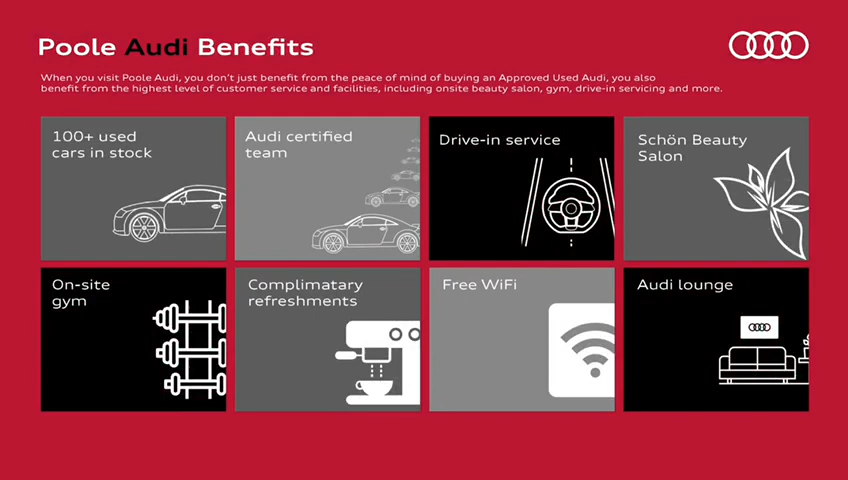 Poole Audi Benefits
When you visit Poole Audi, you don't just benefit from the peace of mind of buying an Approved Used Audi, you also
benefit from the highest level of customer service and facilities, including onsite beauty salon, gym, drive-in servicing and more.
100+ used
cars in stock
Audi certified
team
Drive-in service
Schön Beauty
Salon
On-site
gym
Complimatary
refreshments
Free WiFi
Audi lounge